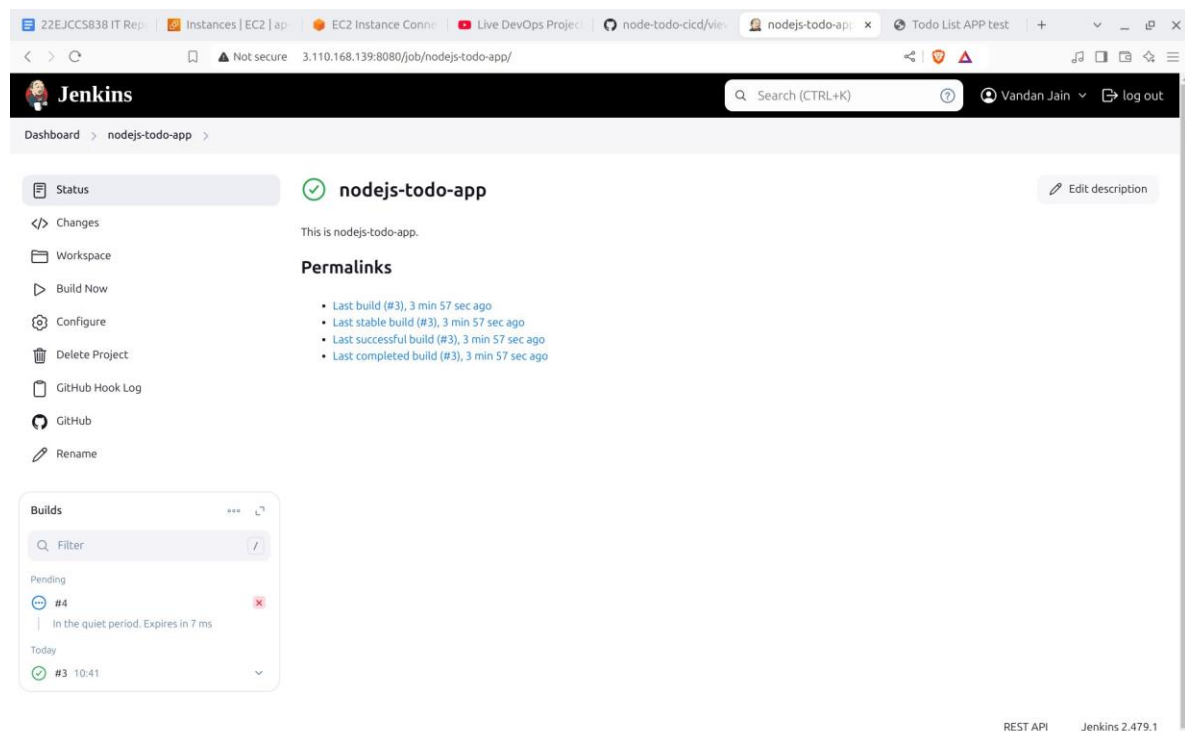 22EJCCS838 IT Rep
Instances | EC2 | ap
EC2 Instance Conne
Live DevOps Project
node-todo-cicd/view
nodejs-todo-app
Todo List APP test
Not secure 3.110.168.139:8080/job/nodejs-todo-app/
Jenkins
Search (CTRL+K)
Vandan Jain
log out
Dashboard > nodejs-todo-app >
Status
Changes
Workspace
Build Now
Configure
Delete Project
GitHub Hook Log
GitHub
Rename
Builds
Filter /
Pending
#4
In the quiet period. Expires in 7 ms
Today
#3 10:41
nodejs-todo-app
Edit description
This is nodejs-todo-app.
Permalinks
Last build (#3), 3 min 57 sec ago
Last stable build (#3), 3 min 57 sec ago
Last successful build (#3), 3 min 57 sec ago
Last completed build (#3), 3 min 57 sec ago
REST API
Jenkins 2.479.1